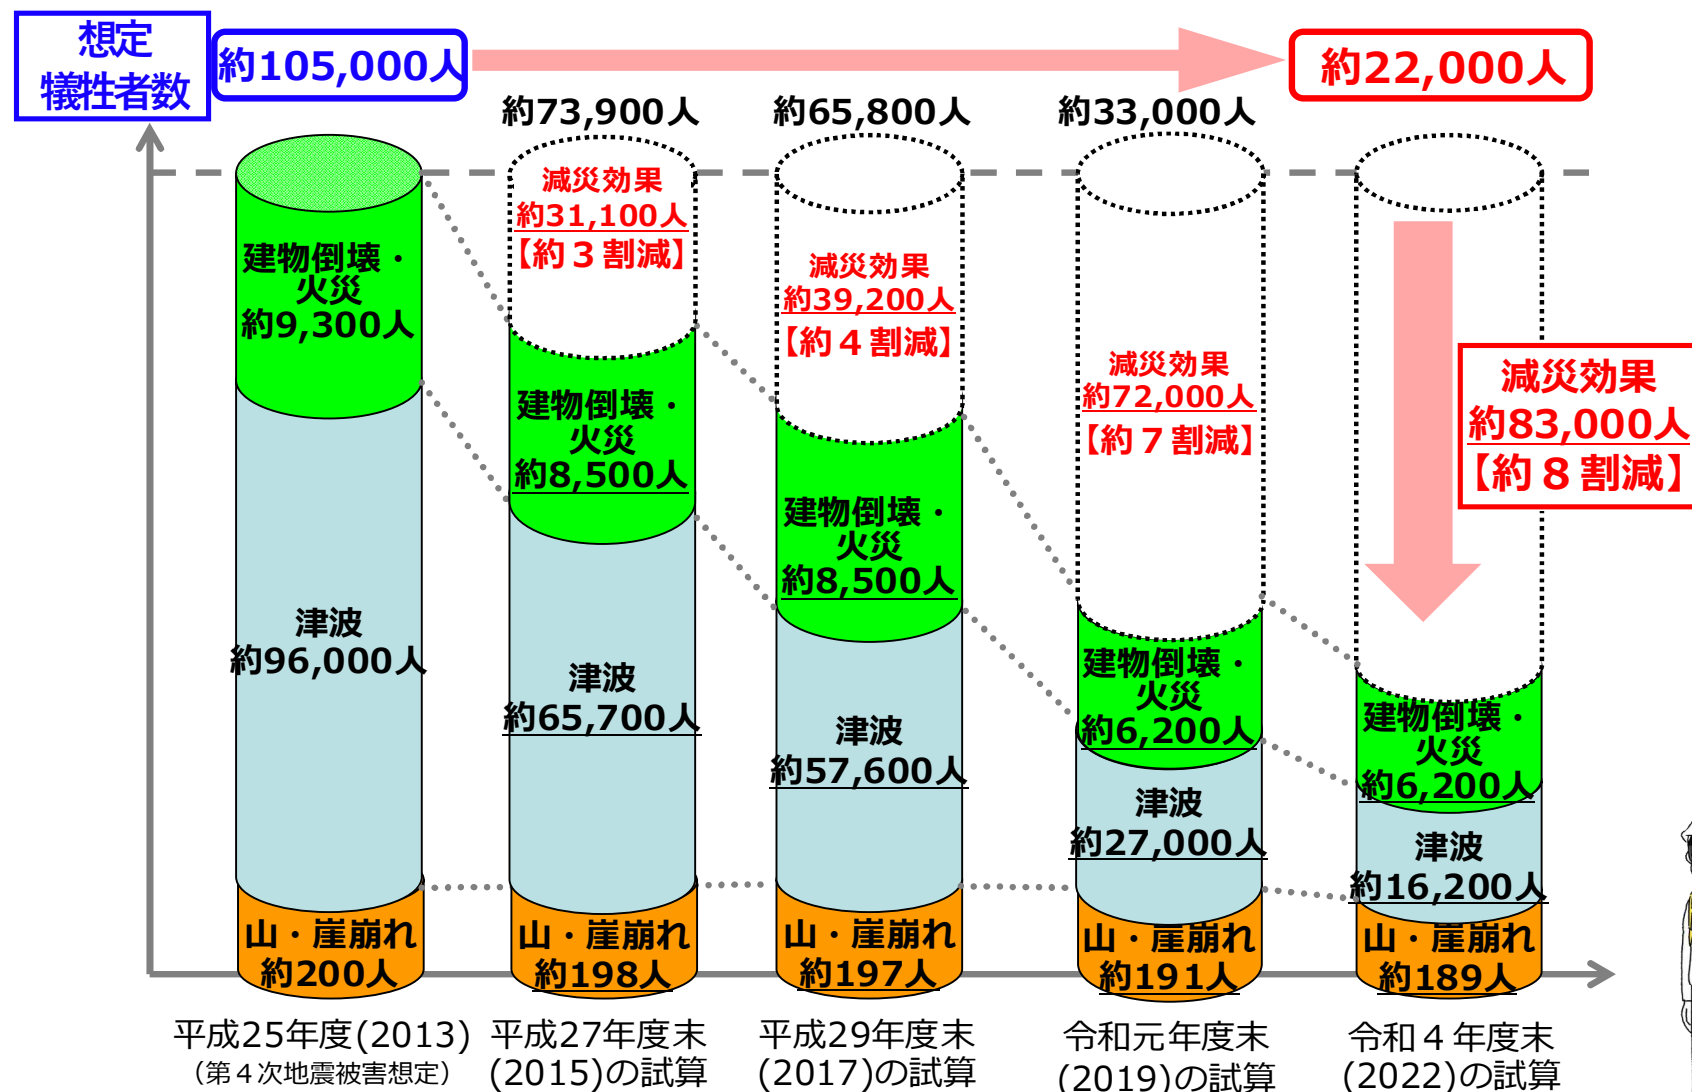 想定
犠牲者数
約105,000人
約22,000人
約73,900人
約65,800人
約33,000人
建物倒壊・
火災
約9,300人
津波
約96,000人
山・崖崩れ
約200人
平成25年度(2013)
（第４次地震被害想定）
減災効果
約31,100人
【約３割減】
建物倒壊・
火災
約8,500人
津波
約65,700人
山・崖崩れ
約198人
平成27年度末
(2015)の試算
減災効果
約39,200人
【約４割減】
建物倒壊・
火災
約8,500人
津波
約57,600人
山・崖崩れ
約197人
平成29年度末
(2017)の試算
減災効果
約72,000人
【約７割減】
建物倒壊・
火災
約6,200人
津波
約27,000人
山・崖崩れ
約191人
令和元年度末
(2019)の試算
減災効果
約83,000人
【約８割減】
建物倒壊・
火災
約6,200人
津波
約16,200人
山・崖崩れ
約189人
令和４年度末
(2022)の試算